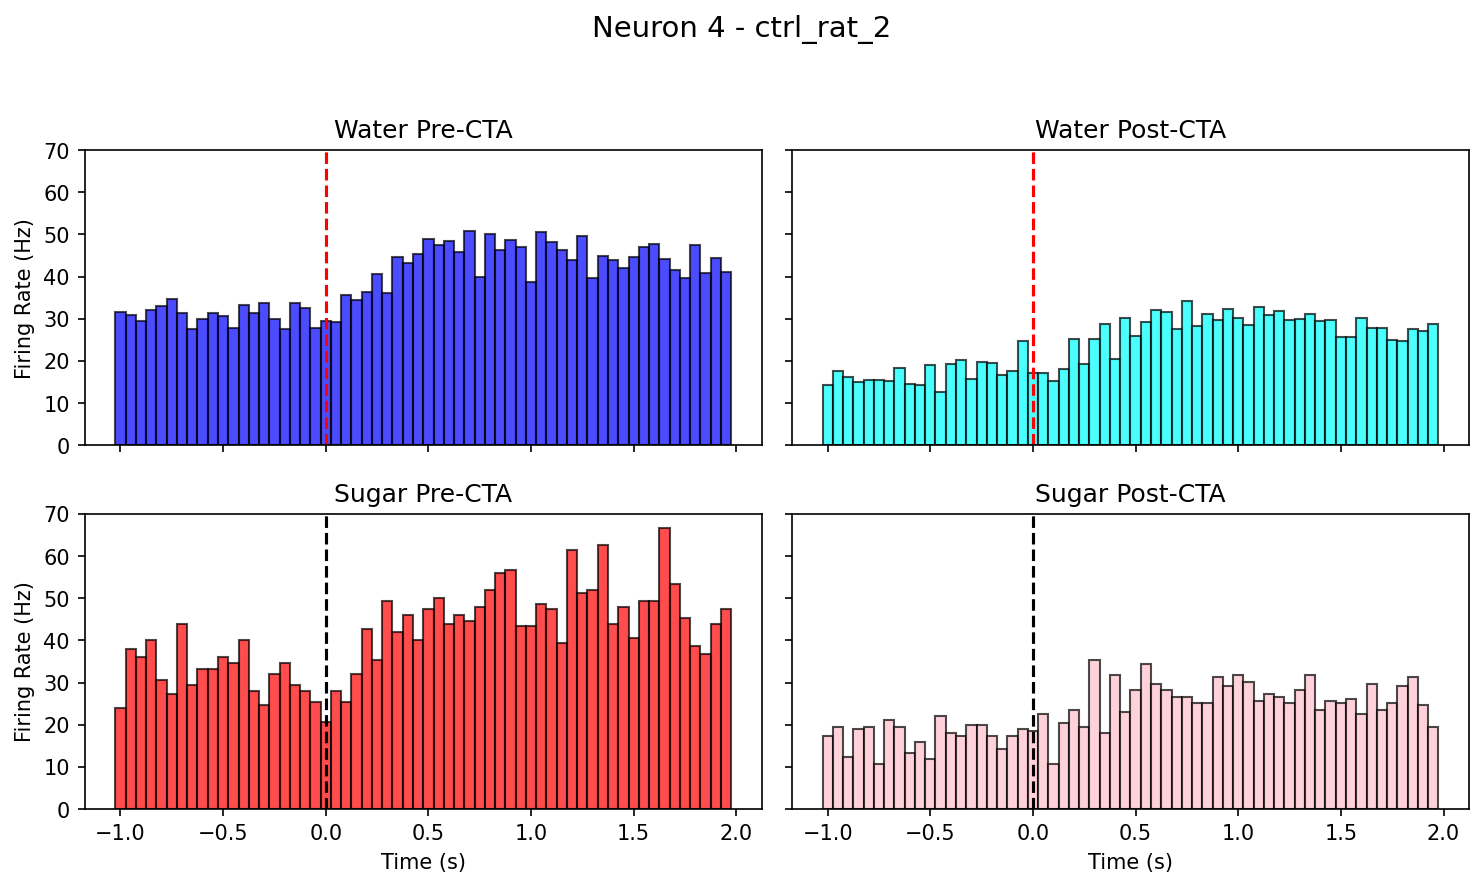 Neuron 4 - ctrl_rat_2
Water Pre-CTA
Water Post-CTA
70
60
50
40
30
20
10
0
Firing Rate (Hz)
Sugar Pre-CTA
Sugar Post-CTA
70
60
50
40
30
20
10
0
Firing Rate (Hz)
−1.0 −0.5 0.0 0.5 1.0 1.5 2.0
−1.0 −0.5 0.0 0.5 1.0 1.5 2.0
Time (s)
Time (s)